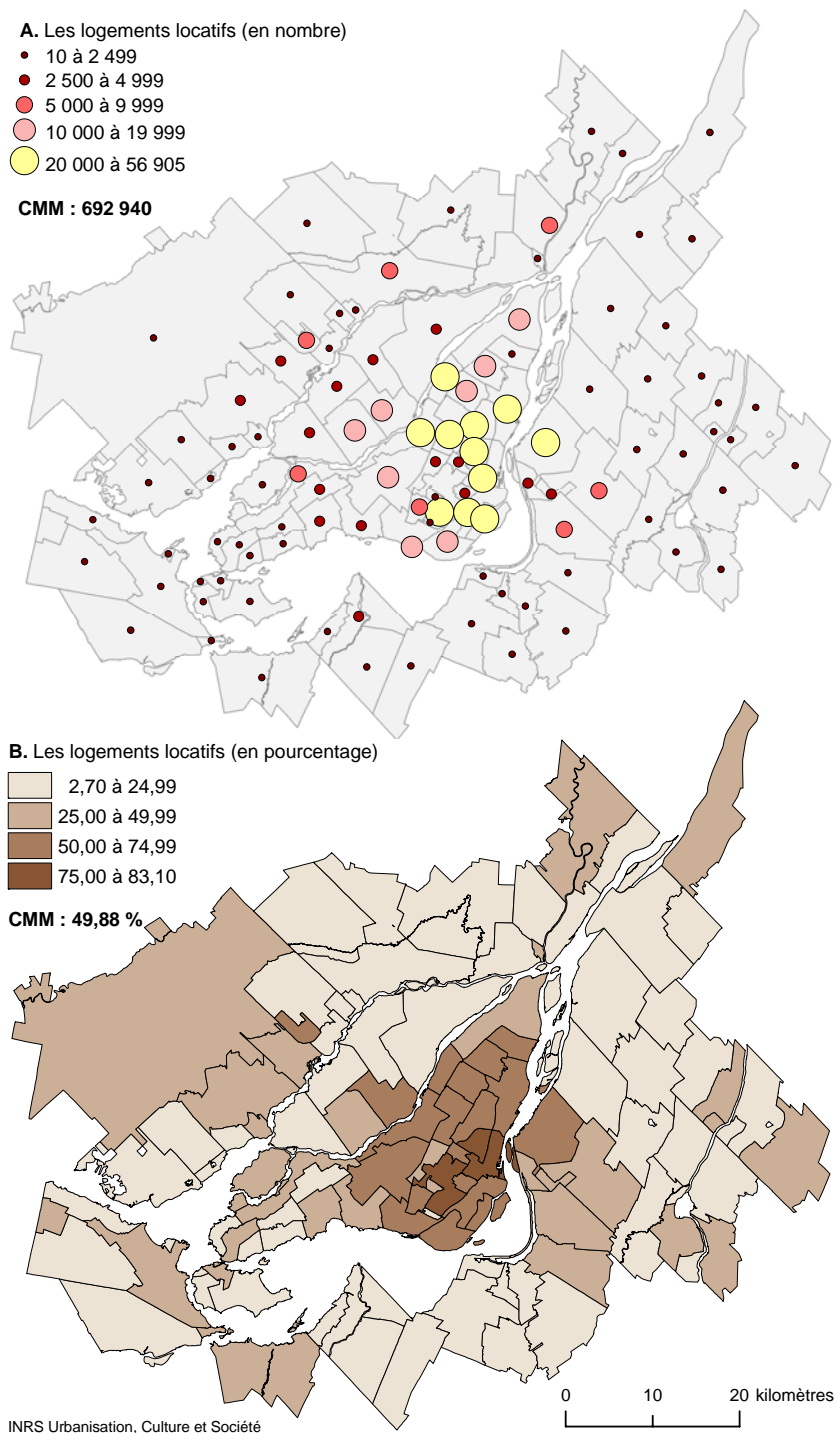 A. Les logements locatifs (en nombre)
10 à 2 499
2 500 à 4 999
5 000 à 9 999
10 000 à 19 999
20 000 à 56 905
CMM : 692 940
B. Les logements locatifs (en pourcentage)
2,70 à 24,99
25,00 à 49,99
50,00 à 74,99
75,00 à 83,10
CMM : 49,88 %
0 10 20 kilomètres
INRS Urbanisation, Culture et Société